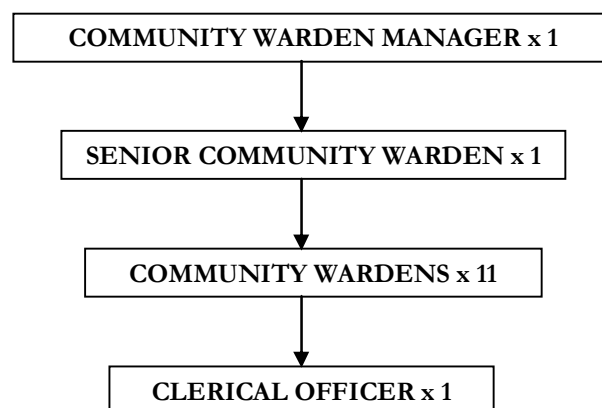 COMMUNITY WARDEN MANAGER x 1
SENIOR COMMUNITY WARDEN x 1
COMMUNITY WARDENS x 11
CLERICAL OFFICER x 1